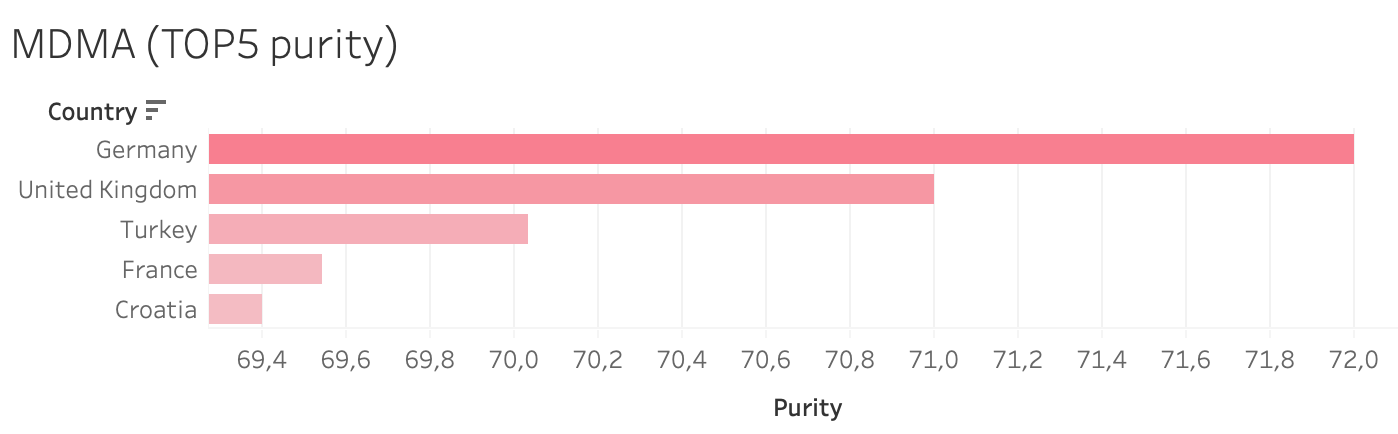 MDMA (TOP5 purity)
Country
Germany
United Kingdom
Turkey
France
Croatia
69,4 69,6 69,8 70,0 70,2 70,4 70,6 70,8 71,0 71,2 71,4 71,6 71,8 72,0
Purity